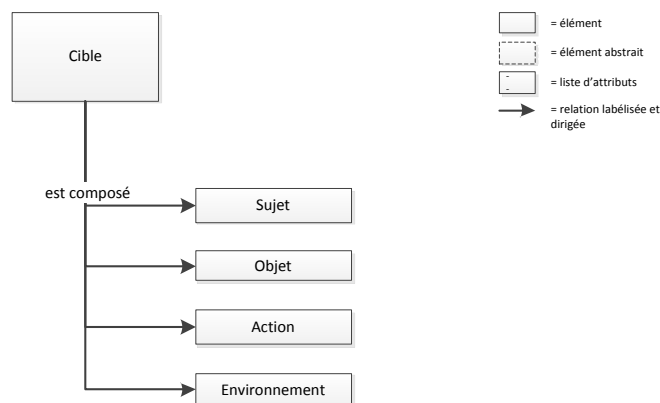 Cible
est composé
Sujet
Objet
Action
Environnement
= élément
= élément abstrait
- 
-
= liste d'attributs
= relation labélisée et
dirigée